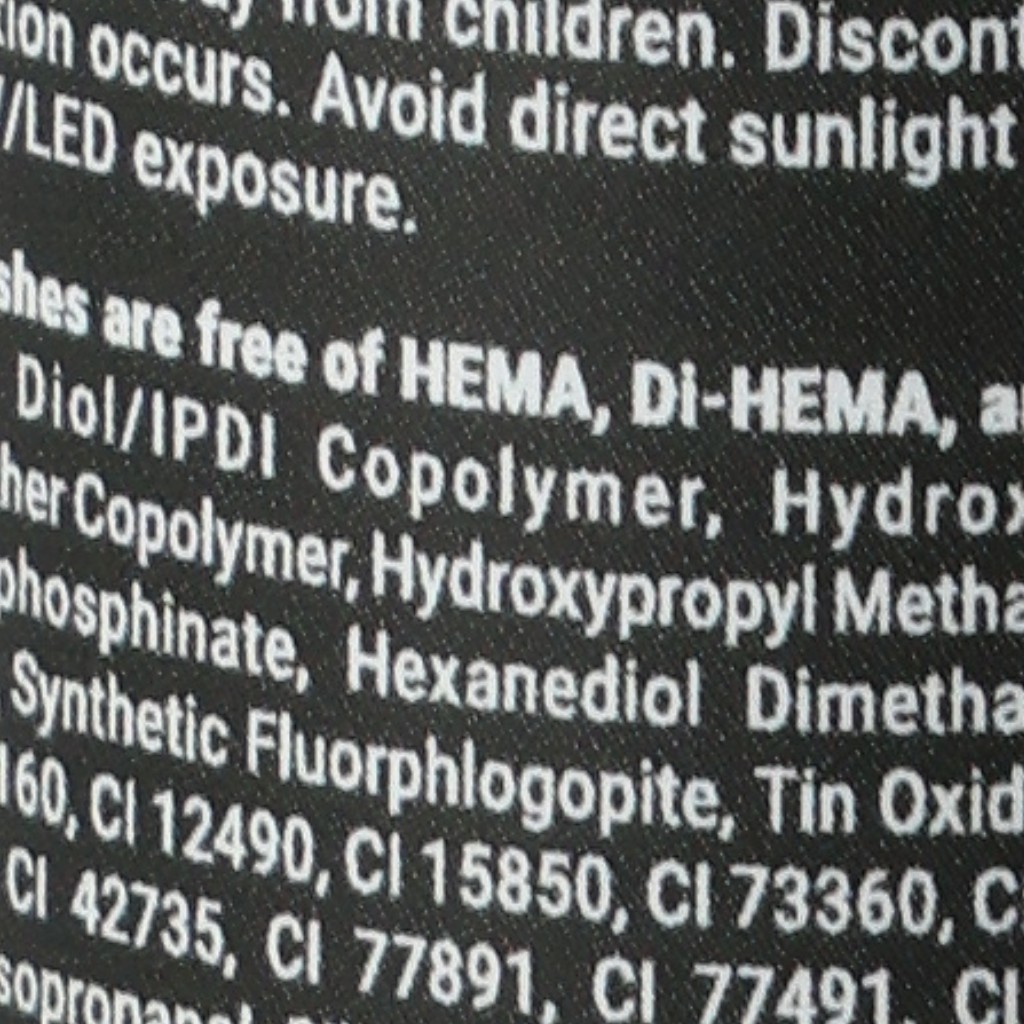 from children. Discont
tion occurs. Avoid direct sunlight
/LED exposure.
shes are free of HEMA, Di-HEMA, a
Diol/IPDI Copolymer, Hydrox
her Copolymer, Hydroxypropyl Metha
phosphinate, Hexanediol Dimetha
Synthetic Fluorphlogopite, Tin Oxid
160, CI 12490, CI 15850, CI 73360, C
CI 42735, CI 77891, CI 77491, CI